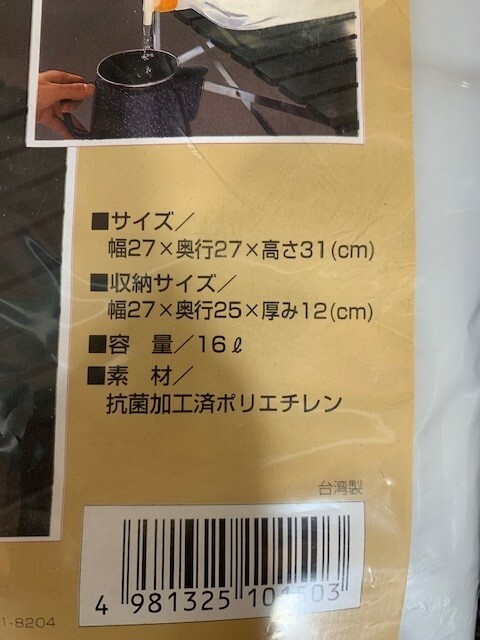 ■サイズ／
幅27×奥行27×高さ31(cm)
■収納サイズ／
幅27×奥行25×厚み12(cm)
■容　量／16ℓ
■素　材／
抗菌加工済ポリエチレン
台湾製
4 981325 101503
1-8204